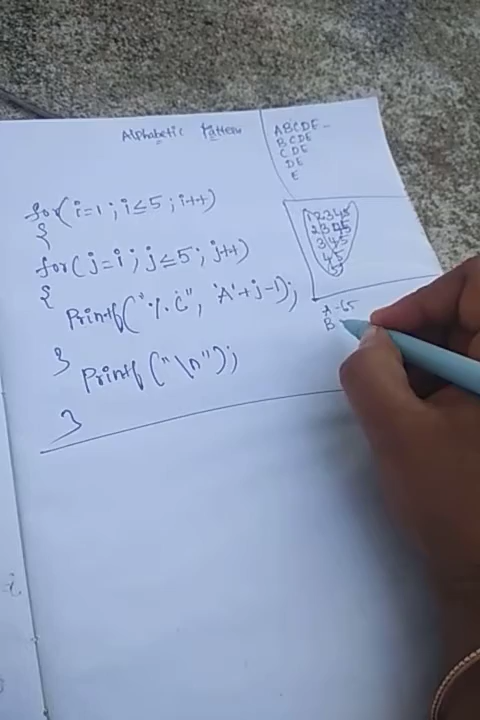 Alphabetic Pattern
ABCDE
BCDE
CDE
DE
E
for(i=1; i≤5; i++)
{
for(j=i; j≤5; j++)
{
Printf("%c", 'A'+j-1);
}
Printf("\n");
}
12345
2345
345
45
5
A-65
B